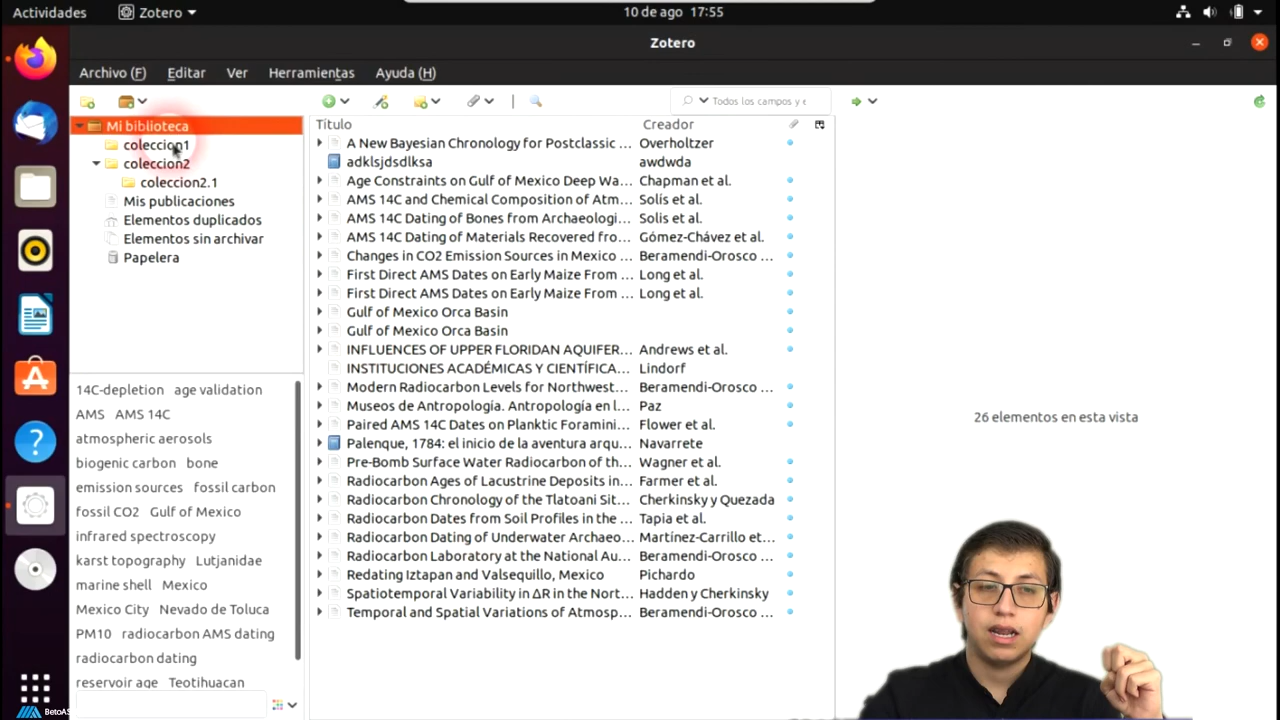 Actividades Zotero 10 de ago 17:55
Zotero
Archivo (F) Editar Ver Herramientas Ayuda (H)
Todos los campos y e
Mi biblioteca
coleccion1
coleccion2
coleccion2.1
Mis publicaciones
Elementos duplicados
Elementos sin archivar
Papelera
14C-depletion age validation
AMS AMS 14C
atmospheric aerosols
biogenic carbon bone
emission sources fossil carbon
fossil CO2 Gulf of Mexico
infrared spectroscopy
karst topography Lutjanidae
marine shell Mexico
Mexico City Nevado de Toluca
PM10 radiocarbon AMS dating
radiocarbon dating
reservoir age Teotihuacan
Título Creador
A New Bayesian Chronology for Postclassic ... Overholtzer
adklsjdsdlksa awdwda
Age Constraints on Gulf of Mexico Deep Wa... Chapman et al.
AMS 14C and Chemical Composition of Atm... Solís et al.
AMS 14C Dating of Bones from Archaeologi... Solis et al.
AMS 14C Dating of Materials Recovered fro... Gómez-Chávez et al.
Changes in CO2 Emission Sources in Mexico ... Beramendi-Orosco ...
First Direct AMS Dates on Early Maize From ... Long et al.
First Direct AMS Dates on Early Maize From ... Long et al.
Gulf of Mexico Orca Basin
Gulf of Mexico Orca Basin
INFLUENCES OF UPPER FLORIDAN AQUIFER... Andrews et al.
INSTITUCIONES ACADÉMICAS Y CIENTÍFICA... Lindorf
Modern Radiocarbon Levels for Northwest... Beramendi-Orosco ...
Museos de Antropología. Antropología en l... Paz
Paired AMS 14C Dates on Planktic Foramini... Flower et al.
Palenque, 1784: el inicio de la aventura arqu... Navarrete
Pre-Bomb Surface Water Radiocarbon of th... Wagner et al.
Radiocarbon Ages of Lacustrine Deposits in... Farmer et al.
Radiocarbon Chronology of the Tlatoani Sit... Cherkinsky y Quezada
Radiocarbon Dates from Soil Profiles in the ... Tapia et al.
Radiocarbon Dating of Underwater Archaeo... Martínez-Carrillo et...
Radiocarbon Laboratory at the National Au... Beramendi-Orosco ...
Redating Iztapan and Valsequillo, Mexico Pichardo
Spatiotemporal Variability in ΔR in the Nort... Hadden y Cherkinsky
Temporal and Spatial Variations of Atmosp... Beramendi-Orosco ...
26 elementos en esta vista
BetoAS